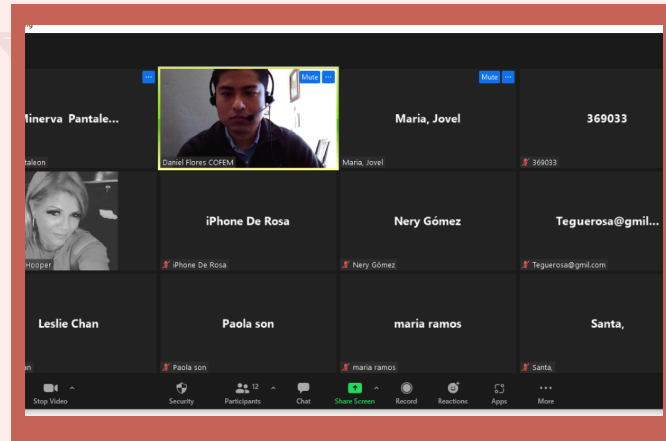 Mute
Mute
Minerva Pantale...
Maria, Jovel
369033
taleon
Daniel Flores COFEM
Maria, Jovel
369033
iPhone De Rosa
Nery Gómez
Teguerosa@gmil...
Hooper
iPhone De Rosa
Nery Gómez
Teguerosa@gmil.com
Leslie Chan
Paola son
maria ramos
Santa,
an
Paola son
maria ramos
Santa,
12
Stop Video
Security
Participants
Chat
Share Screen
Record
Reactions
Apps
More